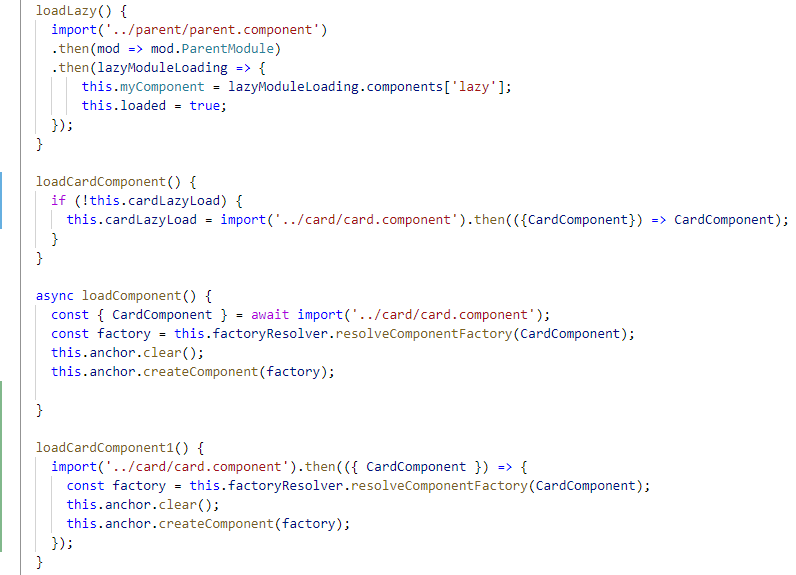 loadLazy() {
import('../parent/parent.component')
.then(mod => mod.ParentModule)
.then(lazyModuleLoading => {
this.myComponent = lazyModuleLoading.components['lazy'];
this.loaded = true;
});
}
loadCardComponent() {
if (!this.cardLazyLoad) {
this.cardLazyLoad = import('../card/card.component').then(({CardComponent}) => CardComponent);
}
}
async loadComponent() {
const { CardComponent } = await import('../card/card.component');
const factory = this.factoryResolver.resolveComponentFactory(CardComponent);
this.anchor.clear();
this.anchor.createComponent(factory);
}
loadCardComponent1() {
import('../card/card.component').then(({ CardComponent }) => {
const factory = this.factoryResolver.resolveComponentFactory(CardComponent);
this.anchor.clear();
this.anchor.createComponent(factory);
});
}